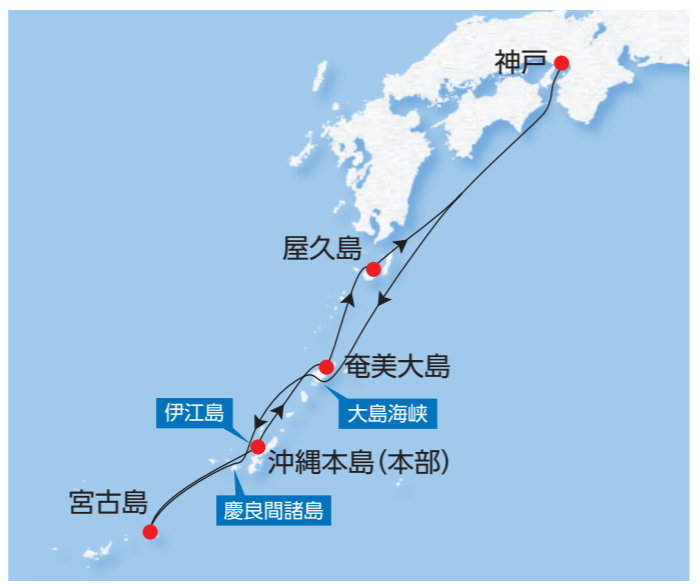 神戸
屋久島
奄美大島
伊江島
大島海峡
沖縄本島(本部)
宮古島
慶良間諸島